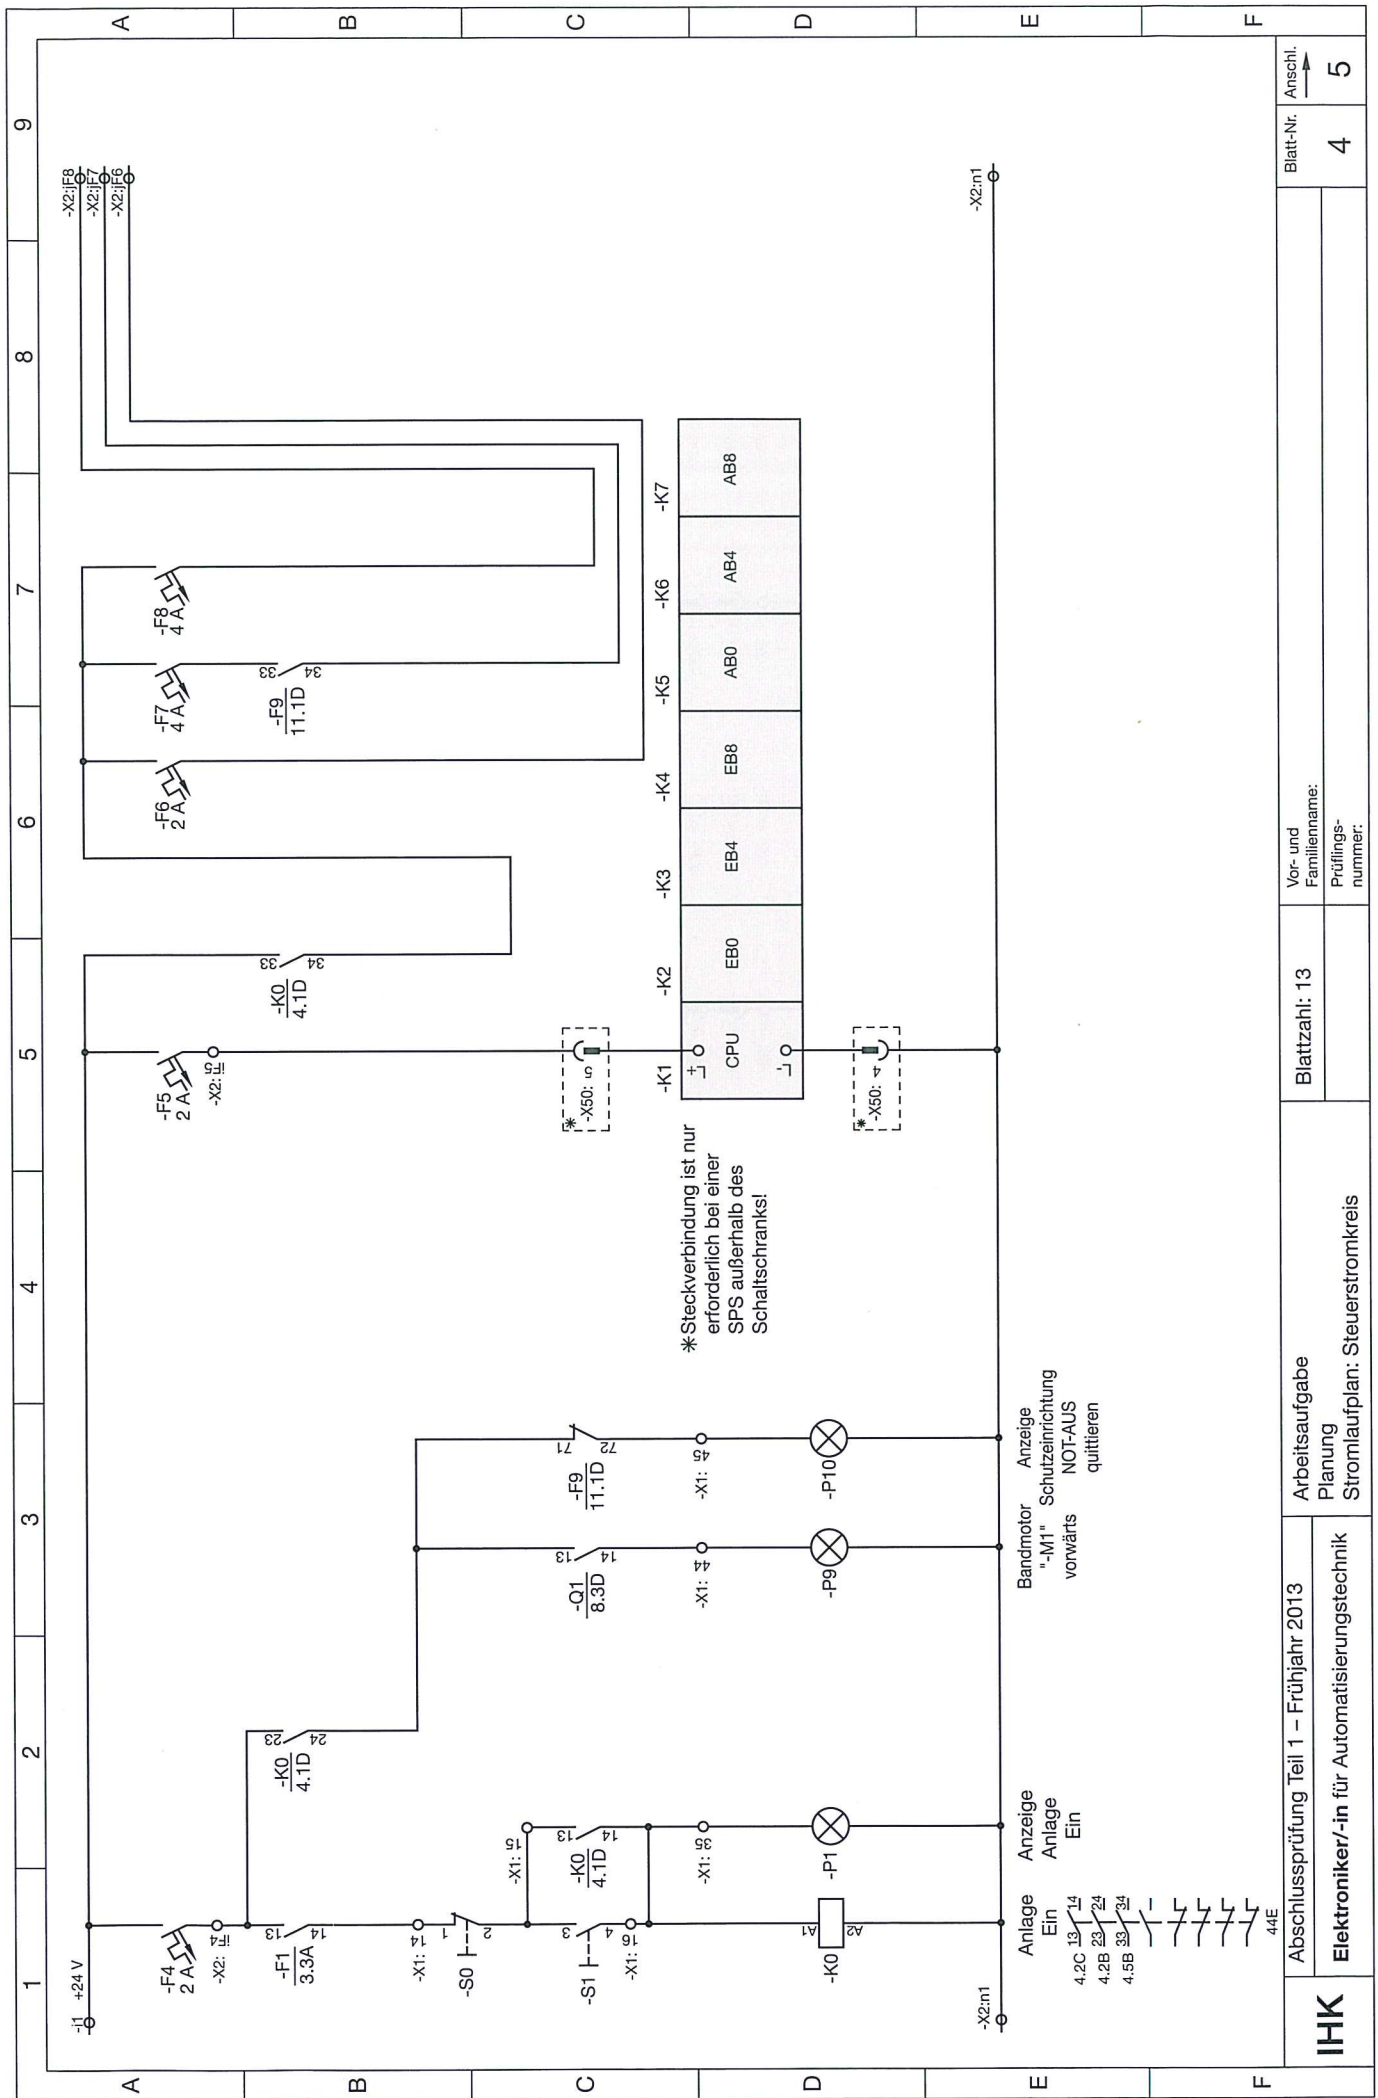 1
2
3
4
5
6
7
8
9
A
B
C
D
E
F
A
B
C
D
E
F
-i1 +24 V
-F4
2 A
-X2: iF4
-F1
3.3A
13
14
-X1: 14
-S0
1
2
-S1
3
4
-X1: 16
-K0
A1
A2
-X1: 15
-K0
4.1D
13
14
-X1: 35
-P1
-K0
4.1D
23
24
-Q1
8.3D
13
14
-X1: 44
-P9
-F9
11.1D
71
72
-X1: 45
-P10
✳Steckverbindung ist nur
erforderlich bei einer
SPS außerhalb des
Schaltschranks!
-F5
2 A
-X2: iF5
-K0
4.1D
33
34
✳
-X50: 5
-F6
2 A
-F7
4 A
-F8
4 A
-F9
11.1D
33
34
-X2:jF8
-X2:jF7
-X2:jF6
-K1
-K2
-K3
-K4
-K5
-K6
-K7
L+
CPU
L-
EB0
EB4
EB8
AB0
AB4
AB8
✳
-X50: 4
-X2:n1
-X2:n1
Anlage
Ein
4.2C 13 14
4.2B 23 24
4.5B 33 34
44E
Anzeige
Anlage
Ein
Bandmotor
"-M1"
vorwärts
Anzeige
Schutzeinrichtung
NOT-AUS
quittieren
IHK
Abschlussprüfung Teil 1 – Frühjahr 2013
Elektroniker/-in für Automatisierungstechnik
Arbeitsaufgabe
Planung
Stromlaufplan: Steuerstromkreis
Blattzahl: 13
Vor- und
Familienname:
Prüflings-
nummer:
Blatt-Nr.
4
Anschl.
5